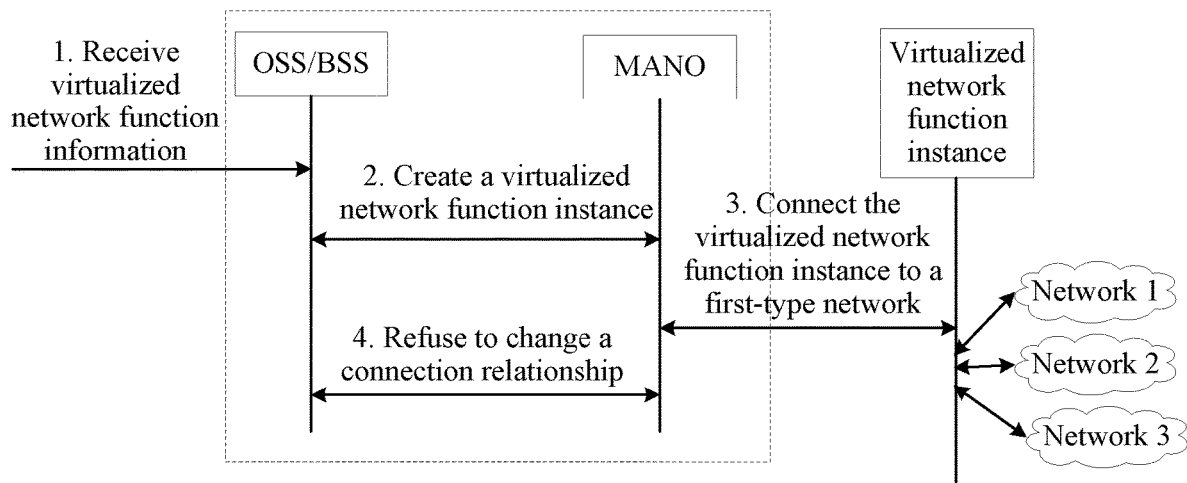 1. Receive
virtualized
network function
information
OSS/BSS
MANO
Virtualized
network
function
instance
2. Create a virtualized
network function instance
3. Connect the
virtualized network
function instance to a
first-type network
4. Refuse to change a
connection relationship
Network 1
Network 2
Network 3